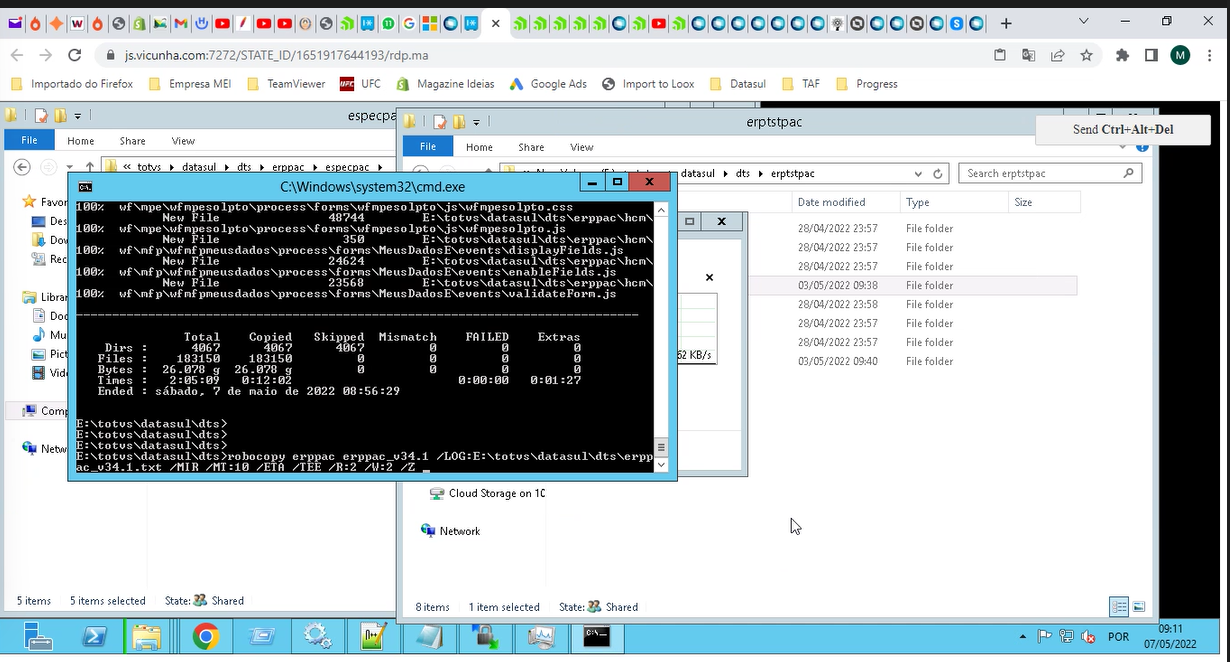 js.vicunha.com:7272/STATE_ID/1651917644193/rdp.ma
M
Importado do Firefox
Empresa MEI
TeamViewer
UFC
Magazine Ideias
Google Ads
Import to Loox
Datasul
TAF
Progress
especpa
erptstpac
Send Ctrl+Alt+Del
File Home Share View
File Home Share View
« totvs ▸ datasul ▸ dts ▸ erppac ▸ especpac ▸
datasul ▸ dts ▸ erptstpac
Search erptstpac
C:\Windows\system32\cmd.exe
Favor
Des
Dow
Rec
Librar
Doc
Mu
Pict
Vide
Comp
Netw
Date modified Type Size
28/04/2022 23:57 File folder
28/04/2022 23:57 File folder
28/04/2022 23:57 File folder
03/05/2022 09:38 File folder
28/04/2022 23:58 File folder
28/04/2022 23:57 File folder
28/04/2022 23:57 File folder
03/05/2022 09:40 File folder
62 KB/s
100% wf\mpe\wfmpesolpto\process\forms\wfmpesolpto\js\wfmpesolpto.css
New File 48744 E:\totvs\datasul\dts\erppac\hcm\
100% wf\mpe\wfmpesolpto\process\forms\wfmpesolpto\js\wfmpesolpto.js
New File 350 E:\totvs\datasul\dts\erppac\hcm\
100% wf\mfp\wfmfpmeusdados\process\forms\MeusDadosE\events\displayFields.js
New File 24624 E:\totvs\datasul\dts\erppac\hcm\
100% wf\mfp\wfmfpmeusdados\process\forms\MeusDadosE\events\enableFields.js
New File 23568 E:\totvs\datasul\dts\erppac\hcm\
100% wf\mfp\wfmfpmeusdados\process\forms\MeusDadosE\events\validateForm.js
------------------------------------------------------------------------------
Total Copied Skipped Mismatch FAILED Extras
Dirs : 4067 4067 4067 0 0 0
Files : 183150 183150 0 0 0 0
Bytes : 26.078 g 26.078 g 0 0 0 0
Times : 2:05:09 0:12:02 0:00:00 0:01:27
Ended : sábado, 7 de maio de 2022 08:56:29
E:\totvs\datasul\dts>
E:\totvs\datasul\dts>
E:\totvs\datasul\dts>
E:\totvs\datasul\dts>robocopy erppac erppac_v34.1 /LOG:E:\totvs\datasul\dts\erpp
ac_v34.1.txt /MIR /MT:10 /ETA /TEE /R:2 /W:2 /Z _
Cloud Storage on 10
Network
5 items 5 items selected State: Shared
8 items 1 item selected State: Shared
POR
09:11
07/05/2022